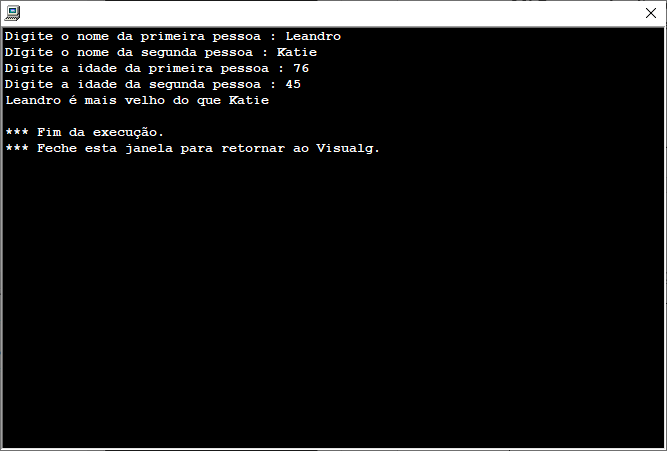 Digite o nome da primeira pessoa : Leandro
DIgite o nome da segunda pessoa : Katie
Digite a idade da primeira pessoa : 76
Digite a idade da segunda pessoa : 45
Leandro é mais velho do que Katie
*** Fim da execução.
*** Feche esta janela para retornar ao Visualg.